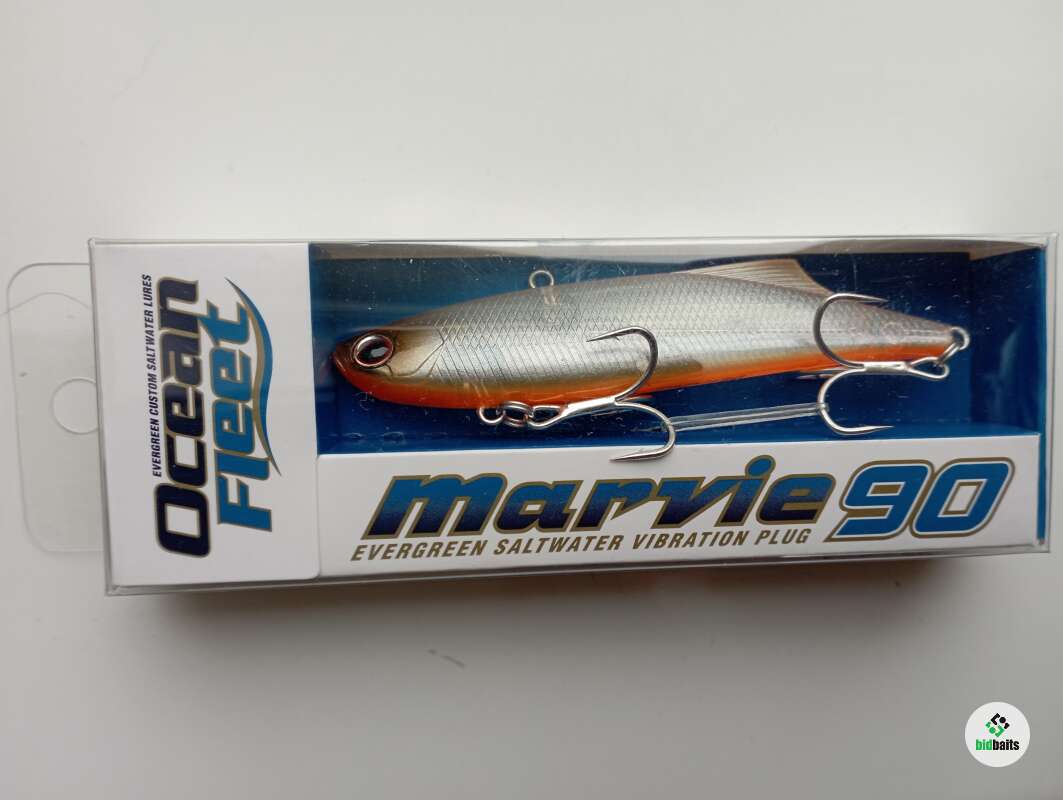 EVERGREEN CUSTOM SALTWATER LURES
Ocean
Fleet
marvie 90
EVERGREEN SALTWATER VIBRATION PLUG
bidbaits